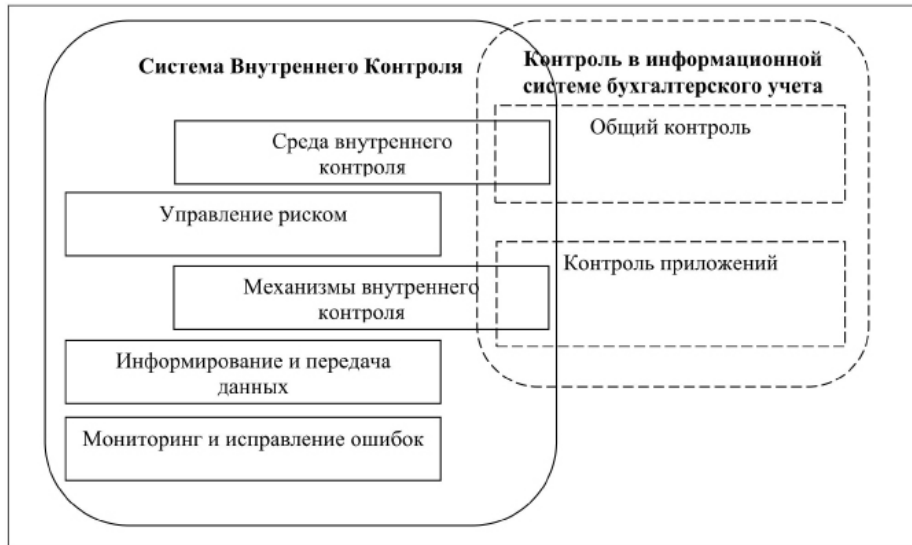 Система Внутреннего Контроля
Контроль в информационной
системе бухгалтерского учета
Среда внутреннего
контроля
Общий контроль
Управление риском
Механизмы внутреннего
контроля
Контроль приложений
Информирование и передача
данных
Мониторинг и исправление ошибок